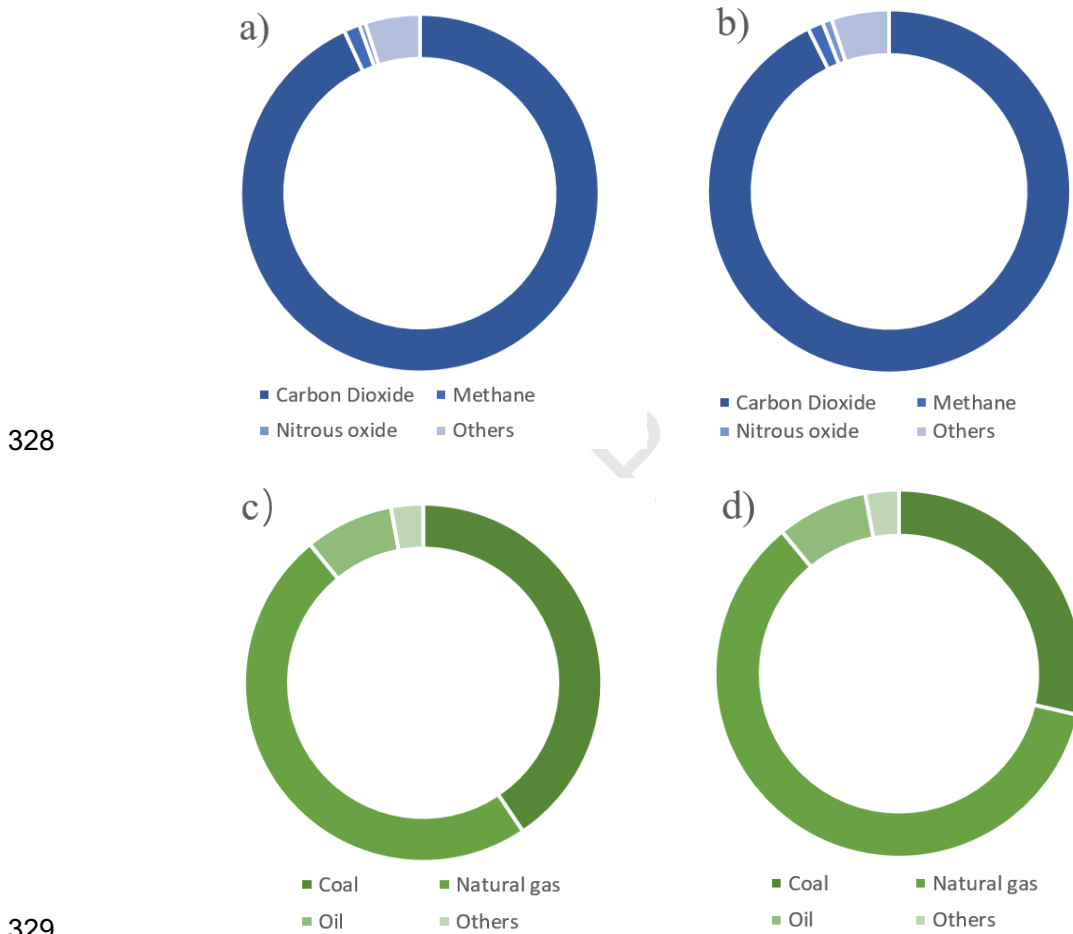 a)
b)
Carbon Dioxide Methane
Nitrous oxide Others
Carbon Dioxide Methane
Nitrous oxide Others
328
c)
d)
Coal Natural gas
Oil Others
Coal Natural gas
Oil Others
329